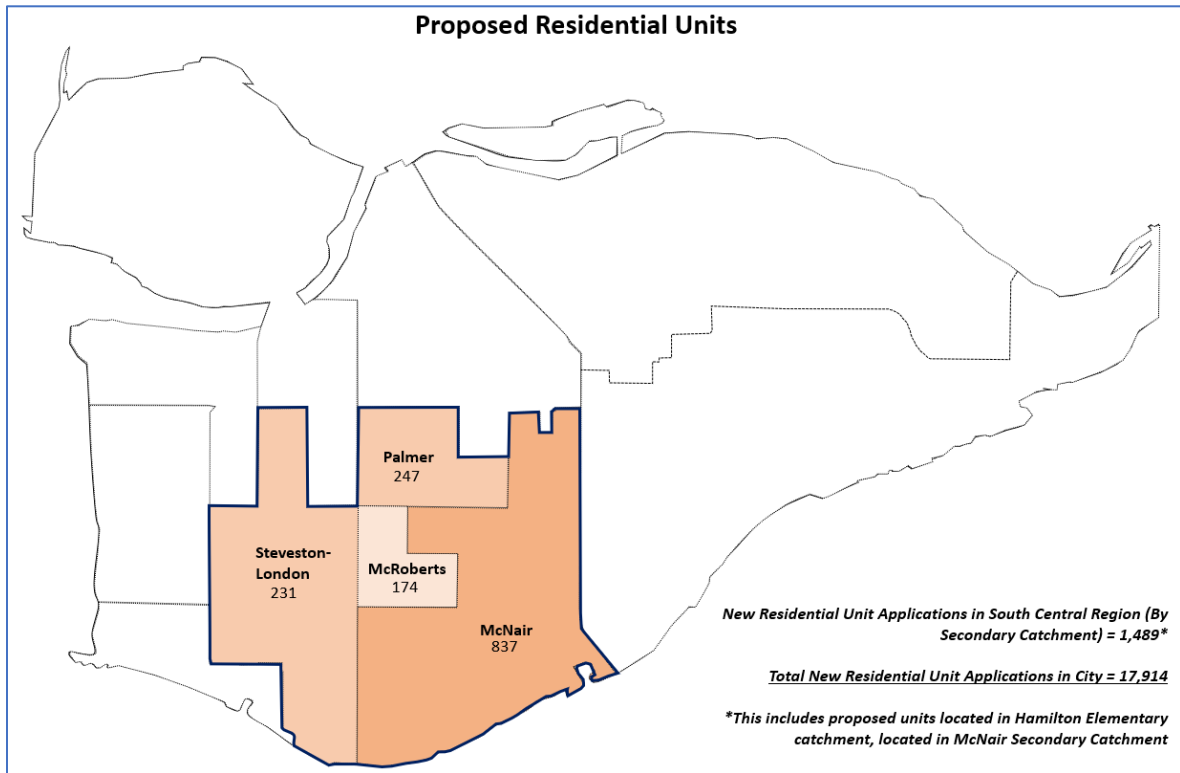 Proposed Residential Units
Palmer
247
Steveston-
London
231
McRoberts
174
McNair
837
New Residential Unit Applications in South Central Region (By
Secondary Catchment) = 1,489*
Total New Residential Unit Applications in City = 17,914
*This includes proposed units located in Hamilton Elementary
catchment, located in McNair Secondary Catchment